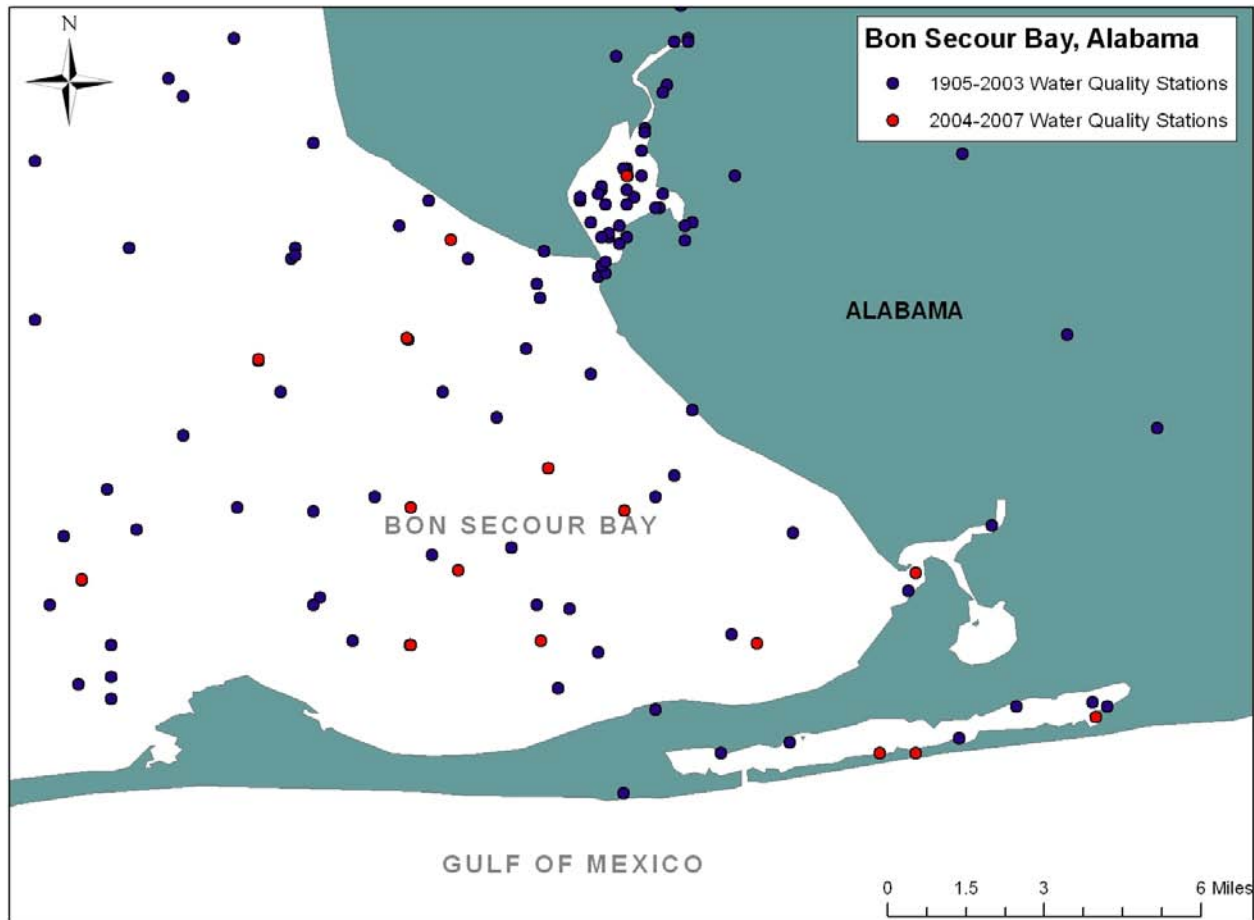 N
Bon Secour Bay, Alabama
1905-2003 Water Quality Stations
2004-2007 Water Quality Stations
ALABAMA
BON SECOUR BAY
GULF OF MEXICO
0 1.5 3 6 Miles